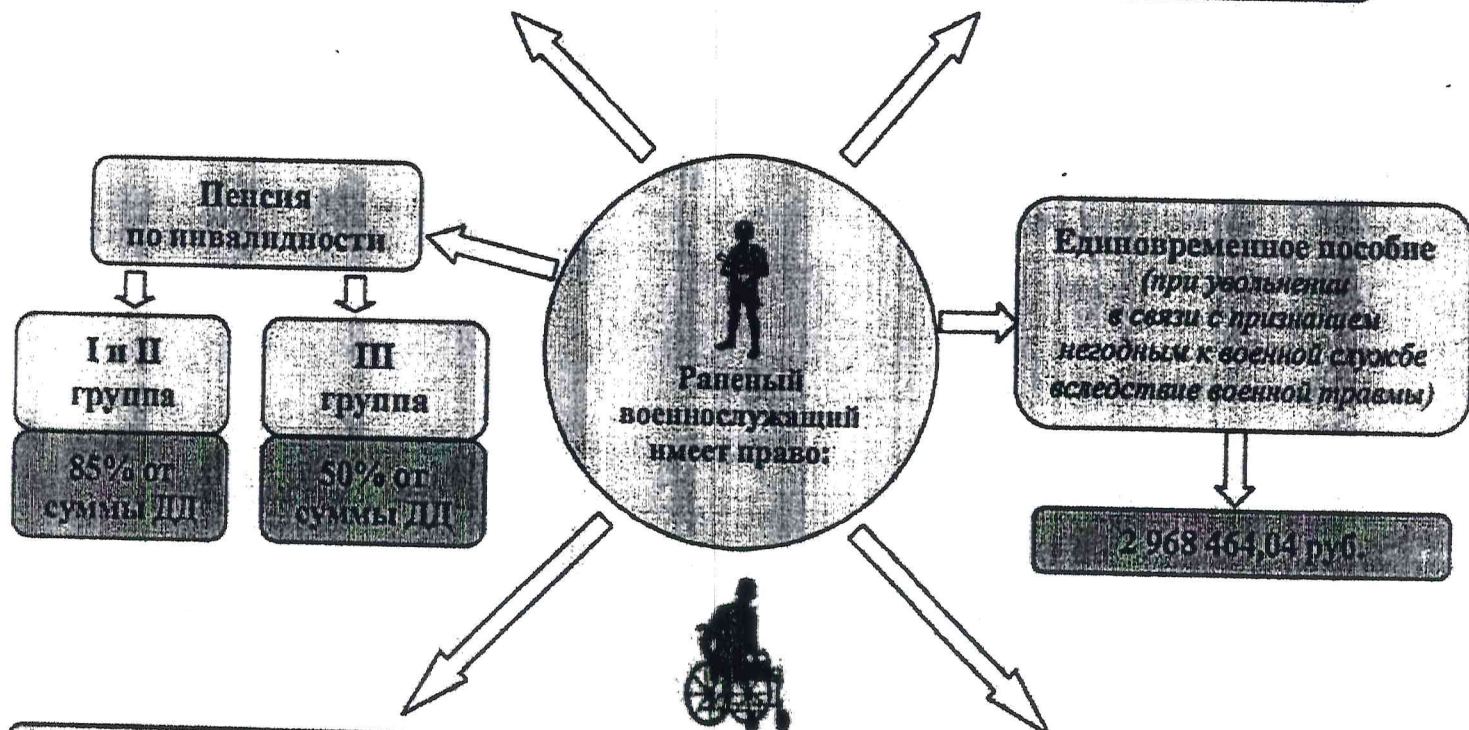 Пенсия
по инвалидности
I и II
группа
85% от
суммы ДД
III
группа
50% от
суммы ДД
Раненый
военнослужащий
имеет право:
Единовременное пособие
(при увольнении
в связи с признанием
негодным к военной службе
вследствие военной травмы)
2 968 464,04 руб.